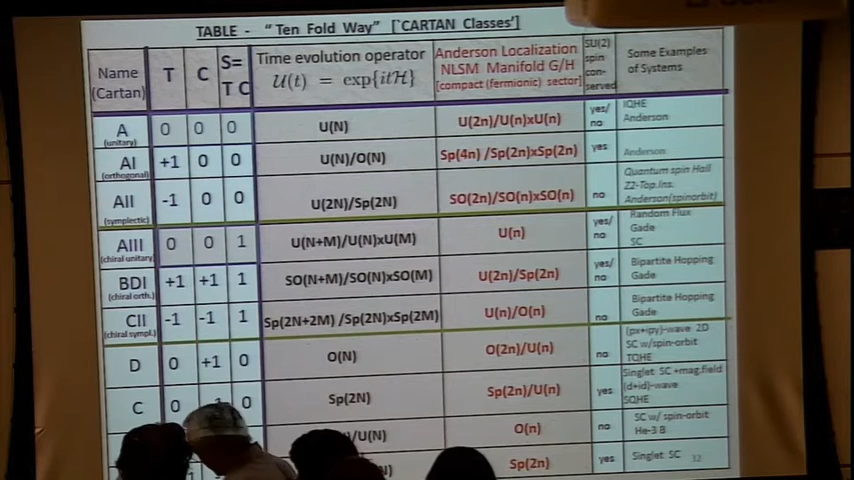 TABLE - "Ten Fold Way" [`CARTAN Classes']
Name (Cartan) T C S= T C Time evolution operator U(t) = exp{itH} Anderson Localization NLSM Manifold G/H [compact (fermionic) sector] SU(2) spin con- served Some Examples of Systems
A (unitary) 0 0 0 U(N) U(2n)/U(n)xU(n) yes/ no IQHE Anderson
AI (orthogonal) +1 0 0 U(N)/O(N) Sp(4n) /Sp(2n)xSp(2n) yes Anderson
AII (symplectic) -1 0 0 U(2N)/Sp(2N) SO(2n)/SO(n)xSO(n) no Quantum spin Hall Z2-Top.Ins. Anderson(spinorbit)
AIII (chiral unitary) 0 0 1 U(N+M)/U(N)xU(M) U(n) yes/ no Random Flux Gade SC
BDI (chiral orth.) +1 +1 1 SO(N+M)/SO(N)xSO(M) U(2n)/Sp(2n) yes/ no Bipartite Hopping Gade
CII (chiral sympl.) -1 -1 1 Sp(2N+2M) /Sp(2N)xSp(2M) U(n)/O(n) no Bipartite Hopping Gade
D 0 +1 0 O(N) O(2n)/U(n) no (px+ipy)-wave 2D SC w/spin-orbit TQHE
C 0 0 Sp(2N) Sp(2n)/U(n) yes Singlet SC +mag.field (d+id)-wave SQHE
/U(N) O(n) no SC w/ spin-orbit He-3 B
Sp(2n) yes Singlet SC
32